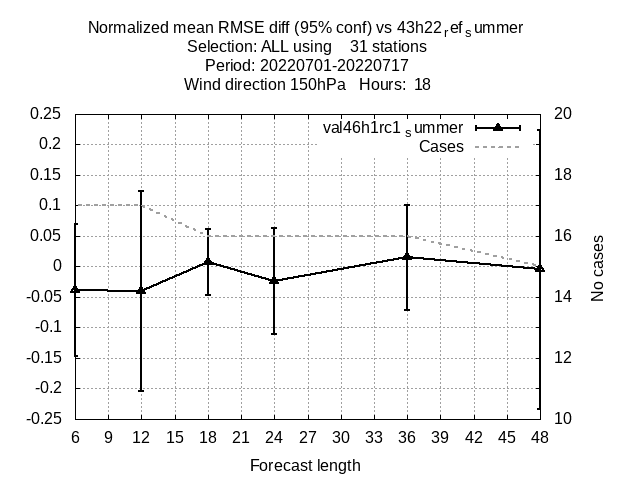 Normalized mean RMSE diff (95% conf) vs 43h22refsummer
Selection: ALL using 31 stations
Period: 20220701-20220717
Wind direction 150hPa Hours: 18
val46h1rc1summer
Cases
0.25
0.2
0.15
0.1
0.05
0
-0.05
-0.1
-0.15
-0.2
-0.25
20
18
16
14
12
10
No cases
6 9 12 15 18 21 24 27 30 33 36 39 42 45 48
Forecast length